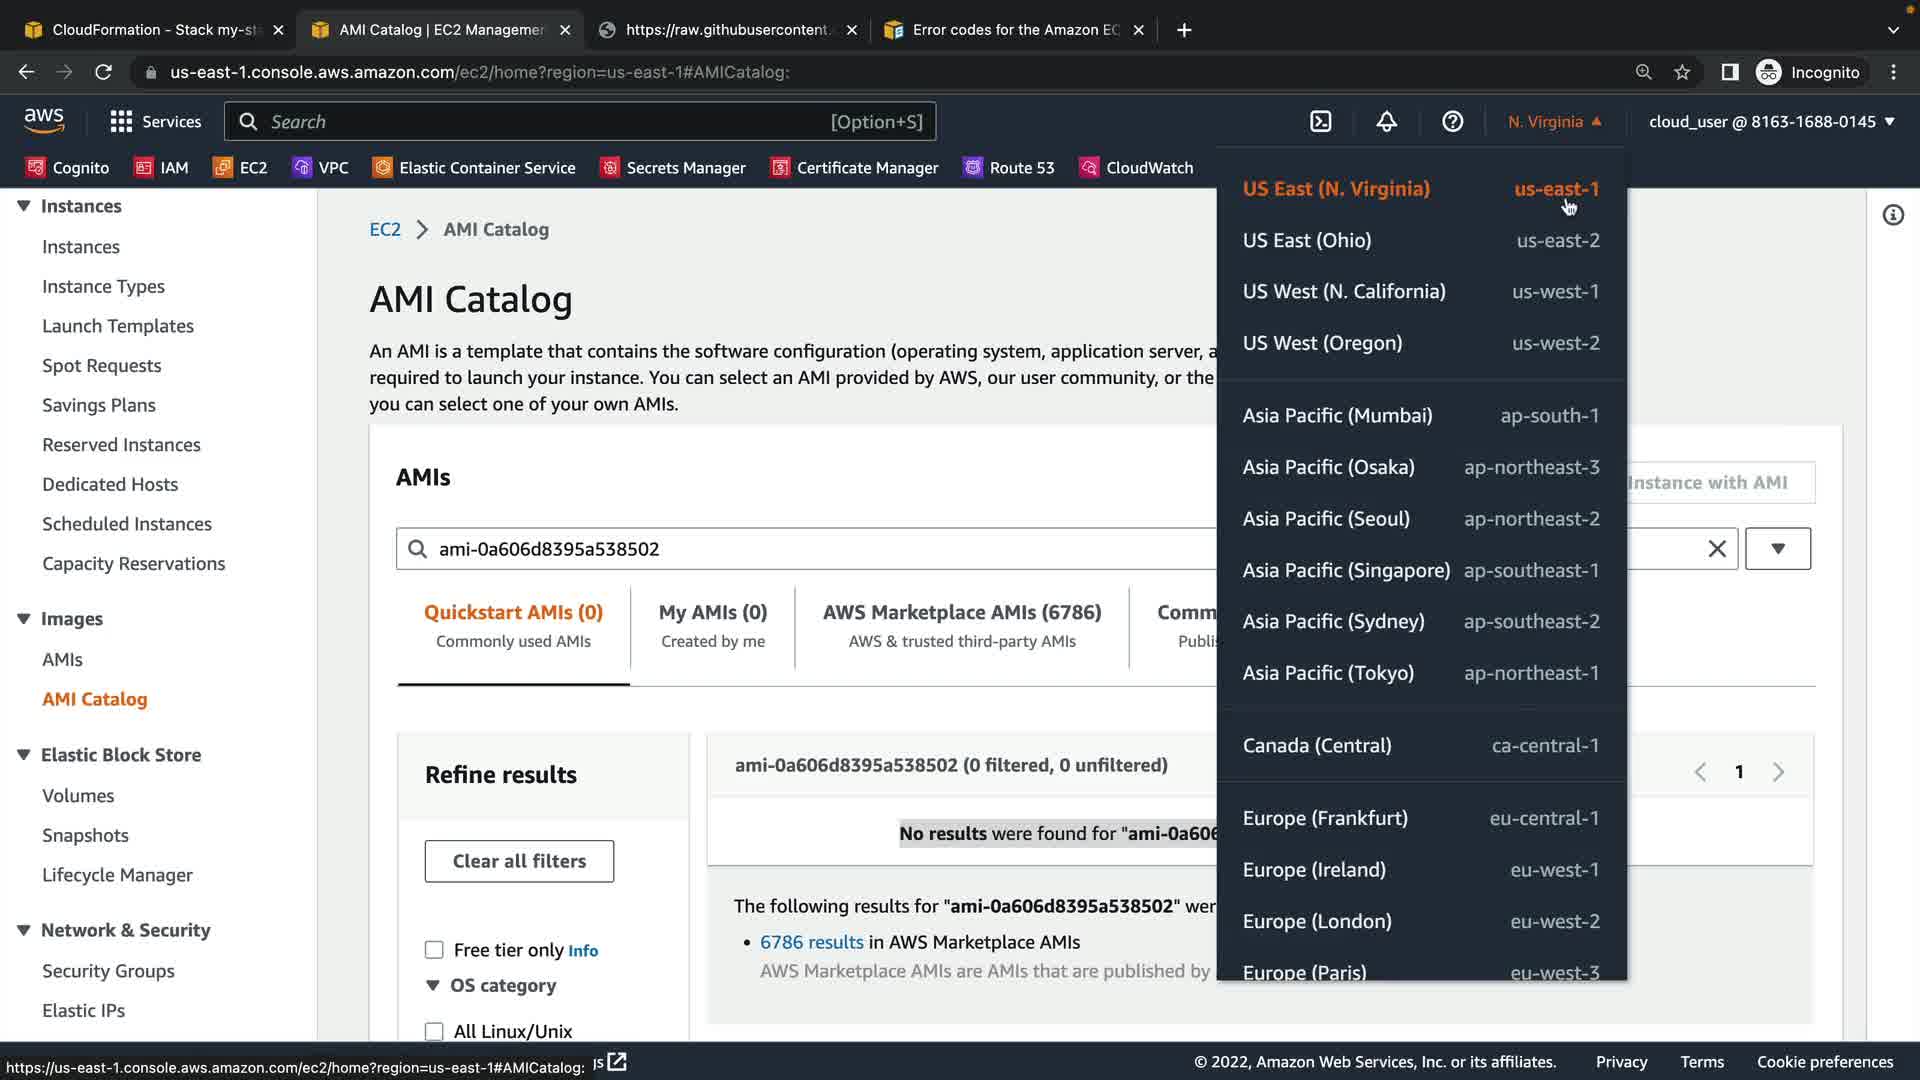 CloudFormation - Stack my-st
AMI Catalog | EC2 Managemen
https://raw.githubusercontent.
Error codes for the Amazon EC
us-east-1.console.aws.amazon.com/ec2/home?region=us-east-1#AMICatalog:
Incognito
aws
Services
Search
[Option+S]
N. Virginia
cloud_user @ 8163-1688-0145
Cognito
IAM
EC2
VPC
Elastic Container Service
Secrets Manager
Certificate Manager
Route 53
CloudWatch
Instances
Instances
Instance Types
Launch Templates
Spot Requests
Savings Plans
Reserved Instances
Dedicated Hosts
Scheduled Instances
Capacity Reservations
Images
AMIs
AMI Catalog
Elastic Block Store
Volumes
Snapshots
Lifecycle Manager
Network & Security
Security Groups
Elastic IPs
EC2 > AMI Catalog
AMI Catalog
An AMI is a template that contains the software configuration (operating system, application server, a
required to launch your instance. You can select an AMI provided by AWS, our user community, or the
you can select one of your own AMIs.
AMIs
Instance with AMI
ami-0a606d8395a538502
Quickstart AMIs (0)
Commonly used AMIs
My AMIs (0)
Created by me
AWS Marketplace AMIs (6786)
AWS & trusted third-party AMIs
Comm
Publis
Refine results
Clear all filters
Free tier only Info
OS category
All Linux/Unix
ami-0a606d8395a538502 (0 filtered, 0 unfiltered)
1
No results were found for "ami-0a606
The following results for "ami-0a606d8395a538502" wer
• 6786 results in AWS Marketplace AMIs
AWS Marketplace AMIs are AMIs that are published by
US East (N. Virginia) us-east-1
US East (Ohio) us-east-2
US West (N. California) us-west-1
US West (Oregon) us-west-2
Asia Pacific (Mumbai) ap-south-1
Asia Pacific (Osaka) ap-northeast-3
Asia Pacific (Seoul) ap-northeast-2
Asia Pacific (Singapore) ap-southeast-1
Asia Pacific (Sydney) ap-southeast-2
Asia Pacific (Tokyo) ap-northeast-1
Canada (Central) ca-central-1
Europe (Frankfurt) eu-central-1
Europe (Ireland) eu-west-1
Europe (London) eu-west-2
Europe (Paris) eu-west-3
https://us-east-1.console.aws.amazon.com/ec2/home?region=us-east-1#AMICatalog:
© 2022, Amazon Web Services, Inc. or its affiliates.
Privacy
Terms
Cookie preferences